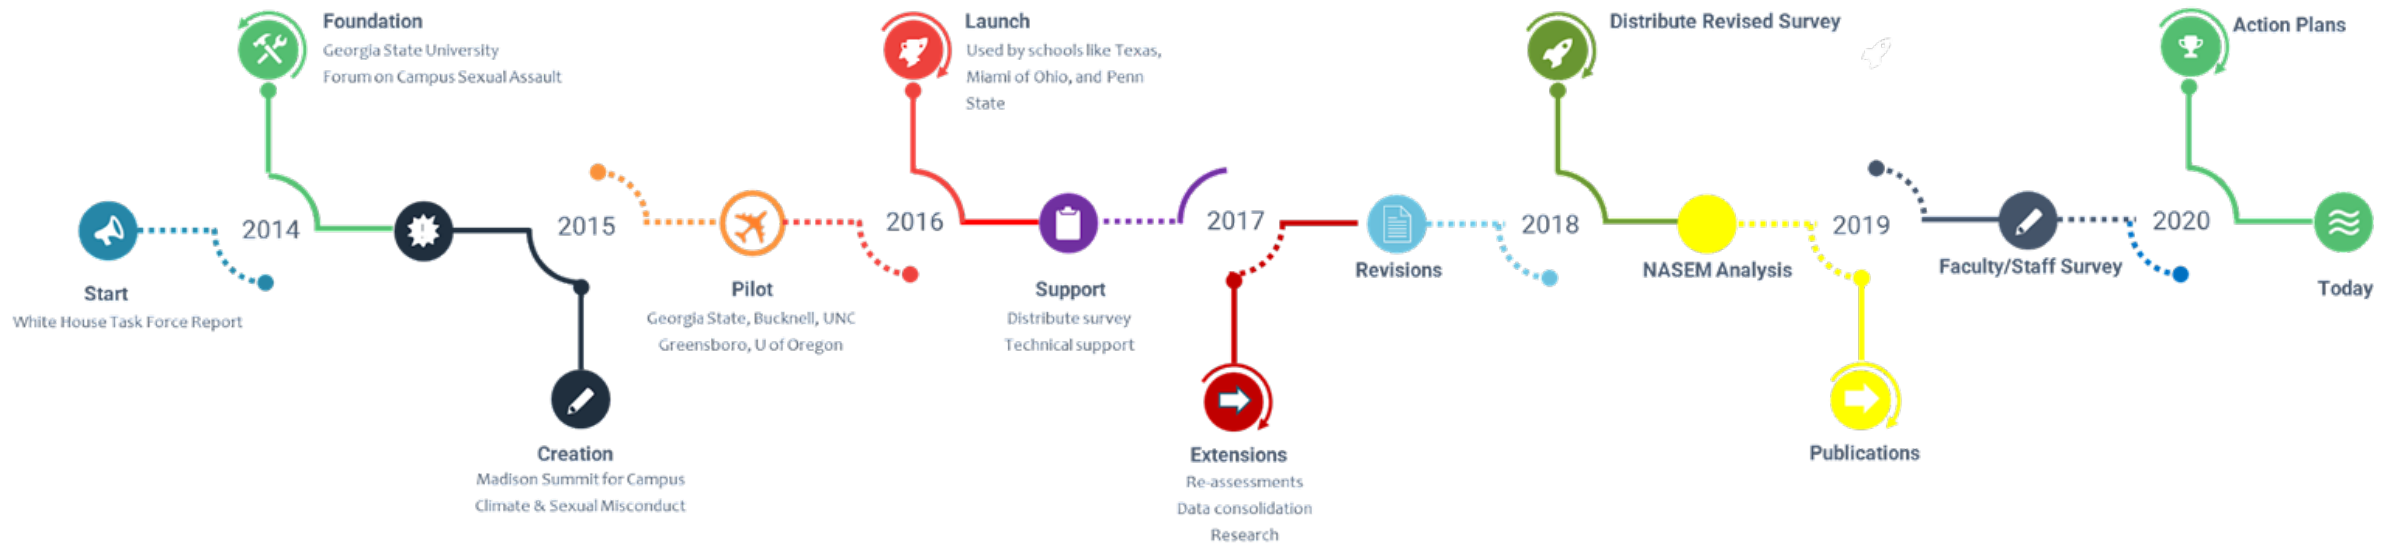 Start
White House Task Force Report
2014
Foundation
Georgia State University
Forum on Campus Sexual Assault
2015
Creation
Madison Summit for Campus
Climate & Sexual Misconduct
Pilot
Georgia State, Bucknell, UNC
Greensboro, U of Oregon
2016
Launch
Used by schools like Texas,
Miami of Ohio, and Penn
State
Support
Distribute survey
Technical support
2017
Extensions
Re-assessments
Data consolidation
Research
Revisions
2018
Distribute Revised Survey
NASEM Analysis
2019
Publications
Faculty/Staff Survey
2020
Action Plans
Today